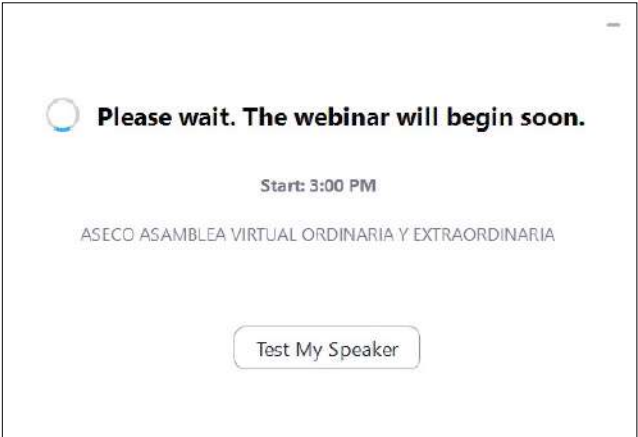 Please wait. The webinar will begin soon.
Start: 3:00 PM
ASECO ASAMBLEA VIRTUAL ORDINARIA Y EXTRAORDINARIA
Test My Speaker